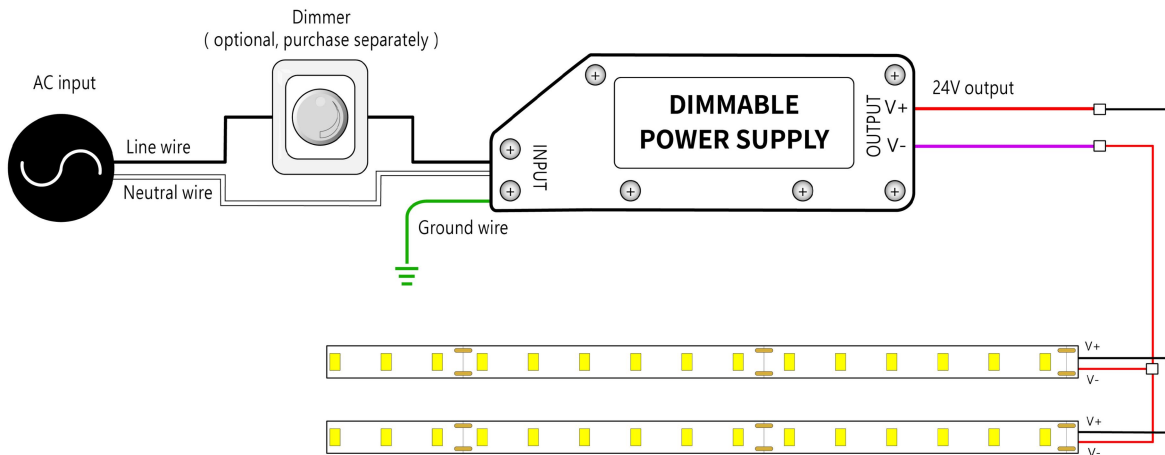 Dimmer
( optional, purchase separately )
AC input
Line wire
Neutral wire
Ground wire
INPUT
DIMMABLE
POWER SUPPLY
OUTPUT
V+
V-
24V output
V+
V-
V+
V-